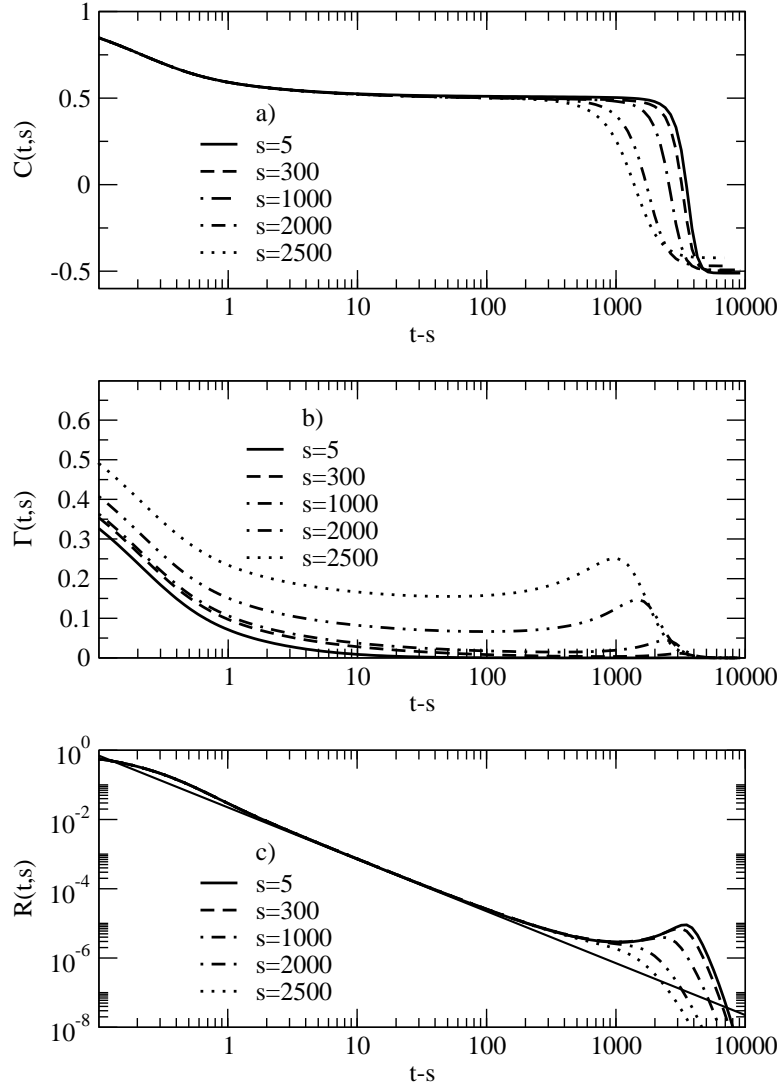 1
0.5
0
-0.5
C(t,s)
a)
s=5
s=300
s=1000
s=2000
s=2500
1 10 100 1000 10000
t-s
0.6
0.5
0.4
0.3
0.2
0.1
0
Γ(t,s)
b)
s=5
s=300
s=1000
s=2000
s=2500
1 10 100 1000 10000
t-s
10^0
10^-2
10^-4
10^-6
10^-8
R(t,s)
c)
s=5
s=300
s=1000
s=2000
s=2500
1 10 100 1000 10000
t-s